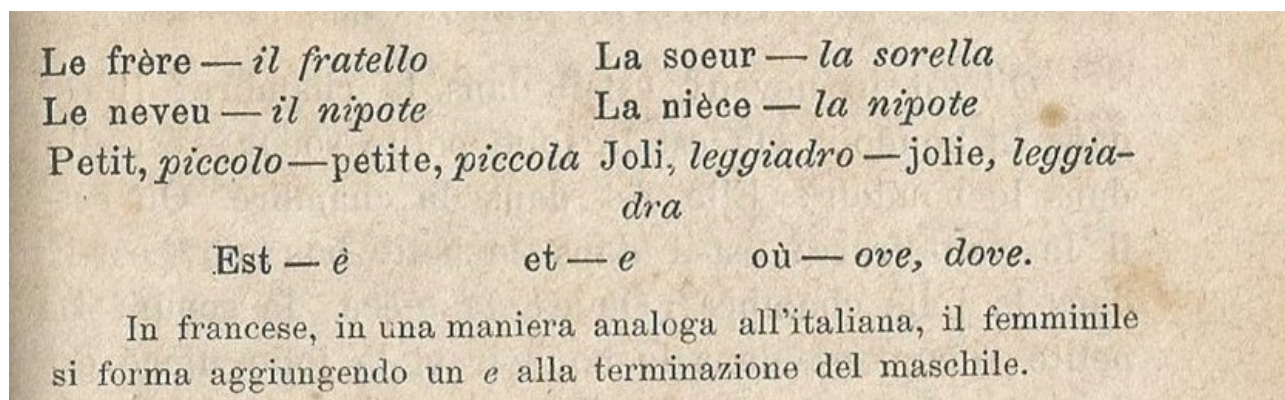 Le frère — il fratello La soeur — la sorella
Le neveu — il nipote La nièce — la nipote
Petit, piccolo — petite, piccola Joli, leggiadro — jolie, leggia-
dra
Est — è et — e où — ove, dove.
In francese, in una maniera analoga all'italiana, il femminile
si forma aggiungendo un e alla terminazione del maschile.